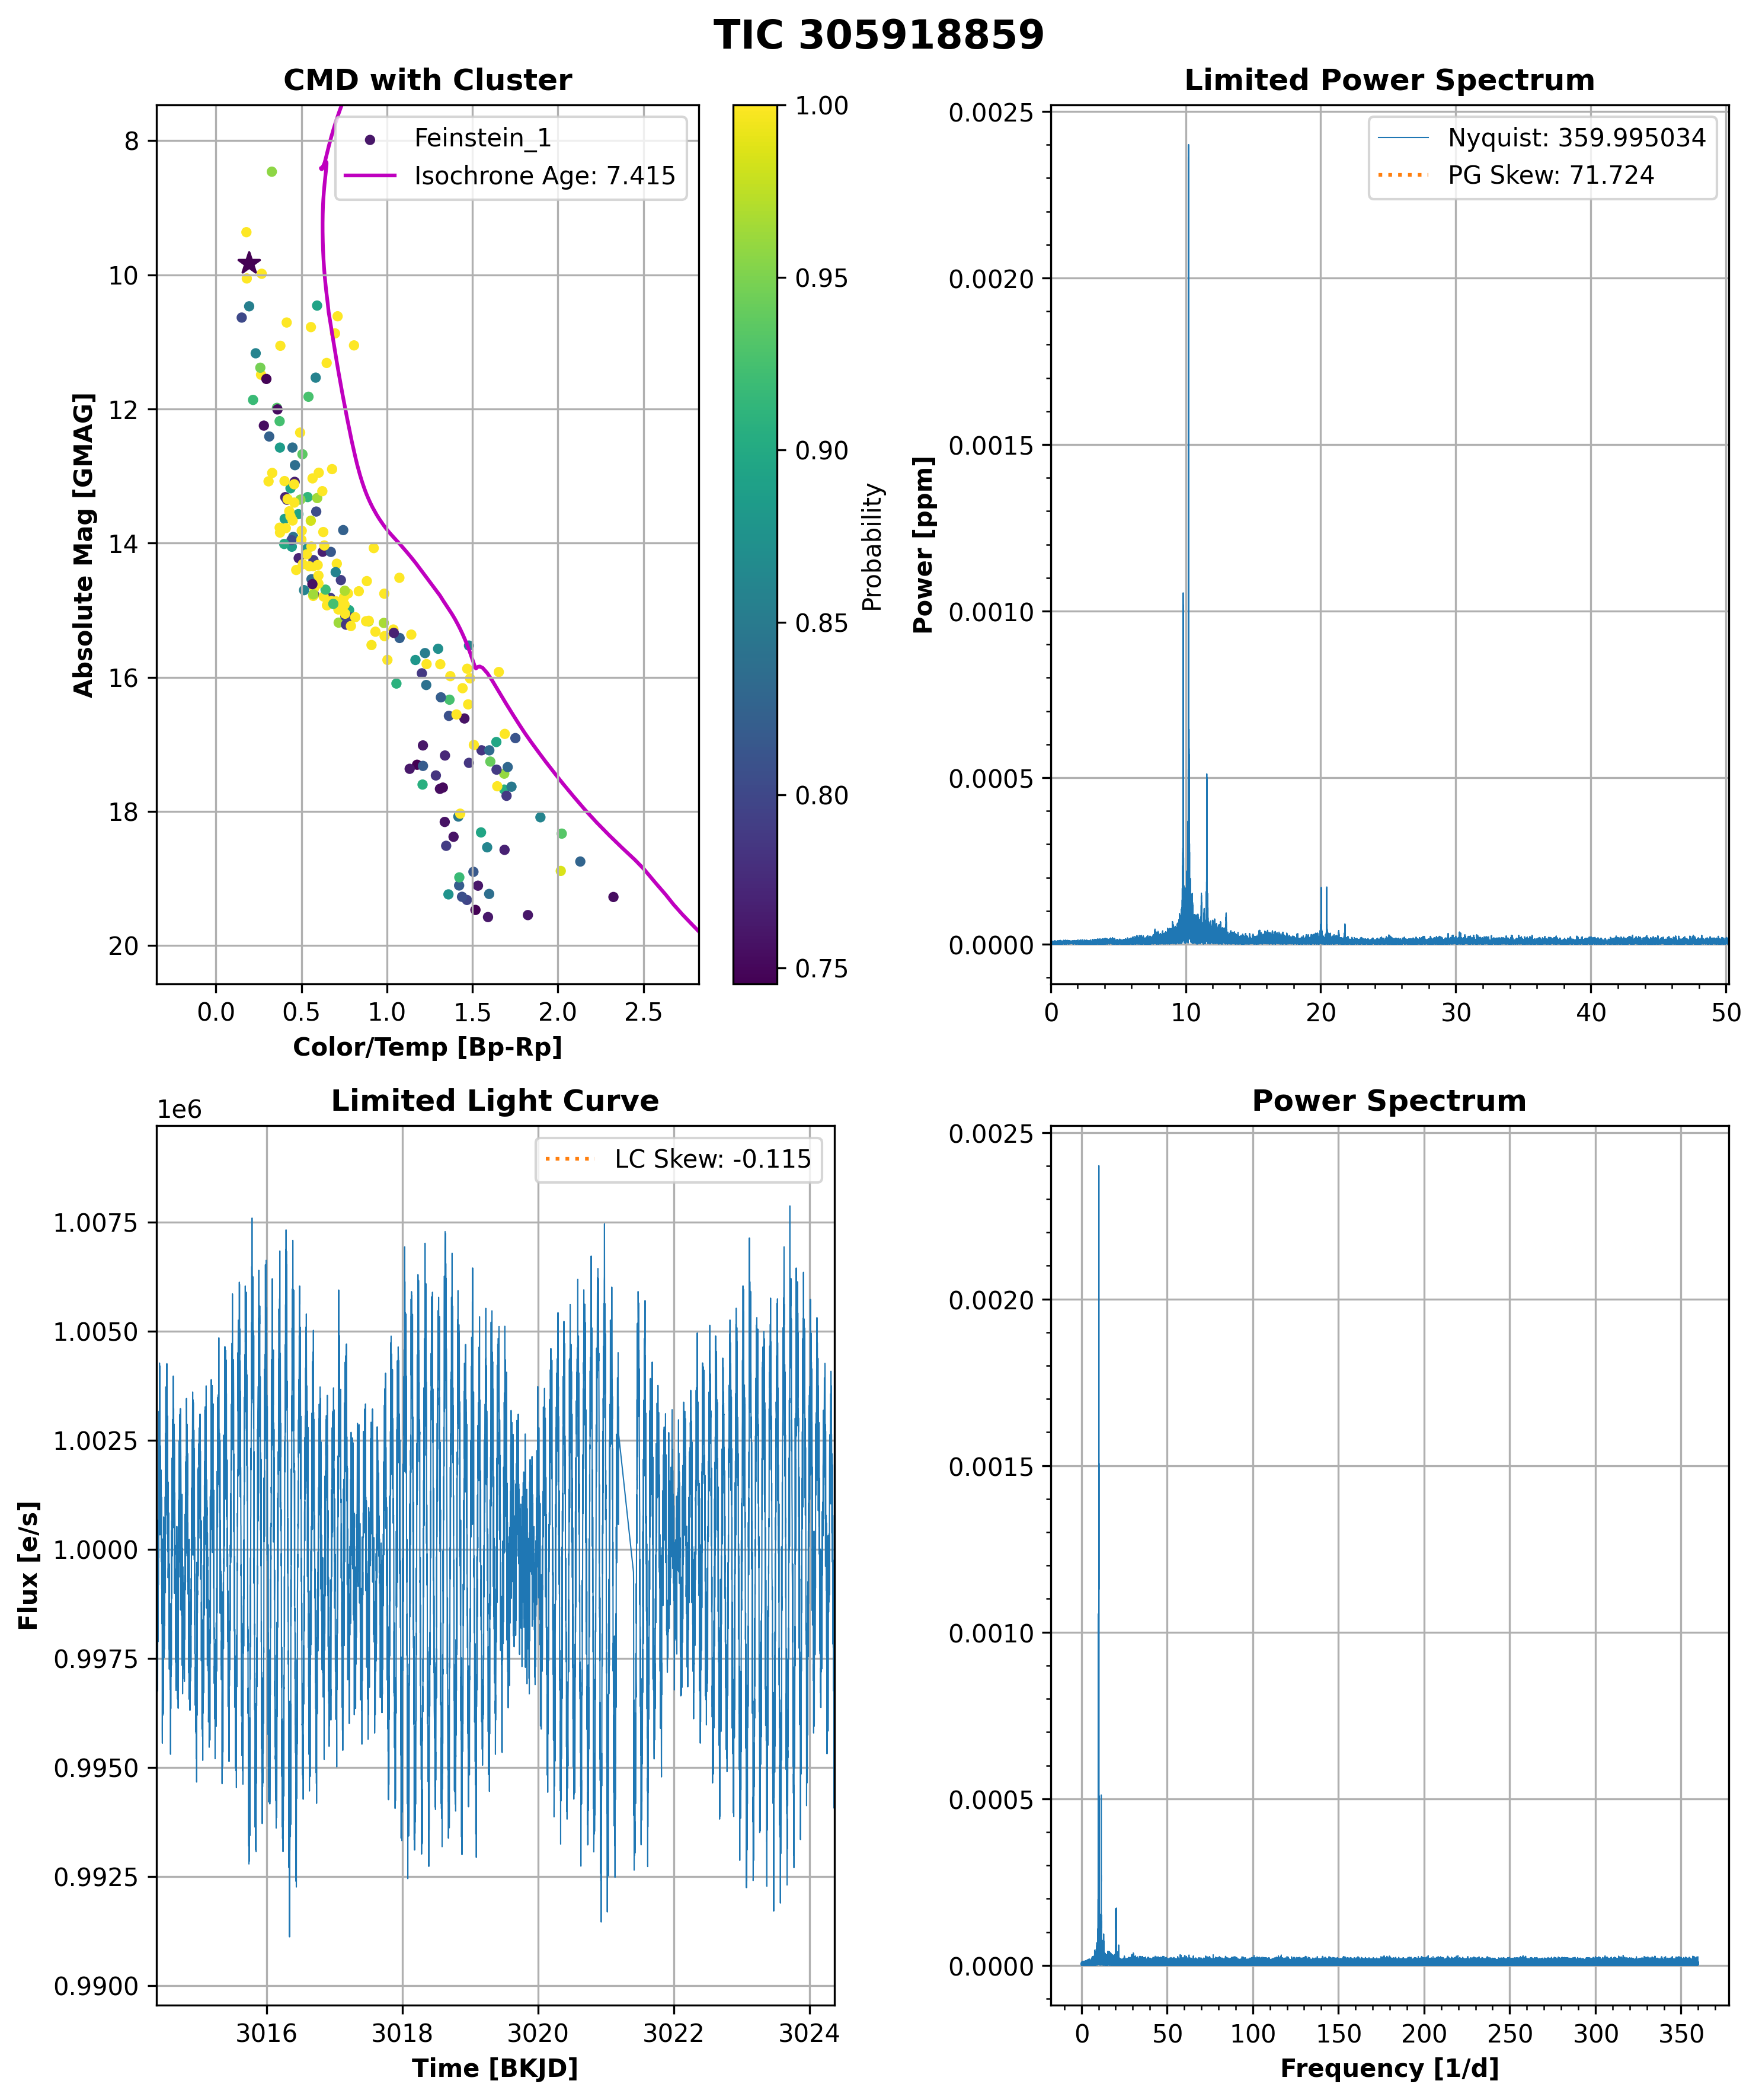 TIC 305918859
CMD with Cluster
Feinstein_1
Isochrone Age: 7.415
8
10
12
14
16
18
20
Absolute Mag [GMAG]
0.0 0.5 1.0 1.5 2.0 2.5
Color/Temp [Bp-Rp]
1.00
0.95
0.90
0.85
0.80
0.75
Probability
Limited Power Spectrum
Nyquist: 359.995034
PG Skew: 71.724
0.0025
0.0020
0.0015
0.0010
0.0005
0.0000
Power [ppm]
0 10 20 30 40 50
Limited Light Curve
1e6
LC Skew: -0.115
1.0075
1.0050
1.0025
1.0000
0.9975
0.9950
0.9925
0.9900
Flux [e/s]
3016 3018 3020 3022 3024
Time [BKJD]
Power Spectrum
0.0025
0.0020
0.0015
0.0010
0.0005
0.0000
0 50 100 150 200 250 300 350
Frequency [1/d]